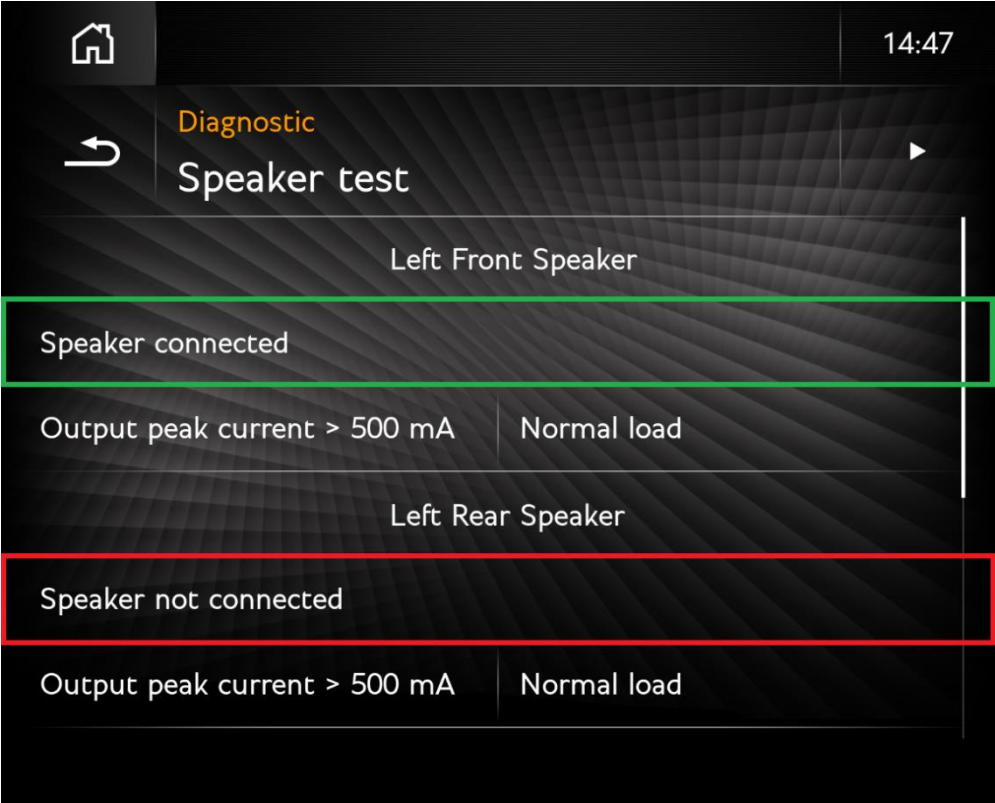 14:47
Diagnostic
Speaker test
Left Front Speaker
Speaker connected
Output peak current > 500 mA Normal load
Left Rear Speaker
Speaker not connected
Output peak current > 500 mA Normal load